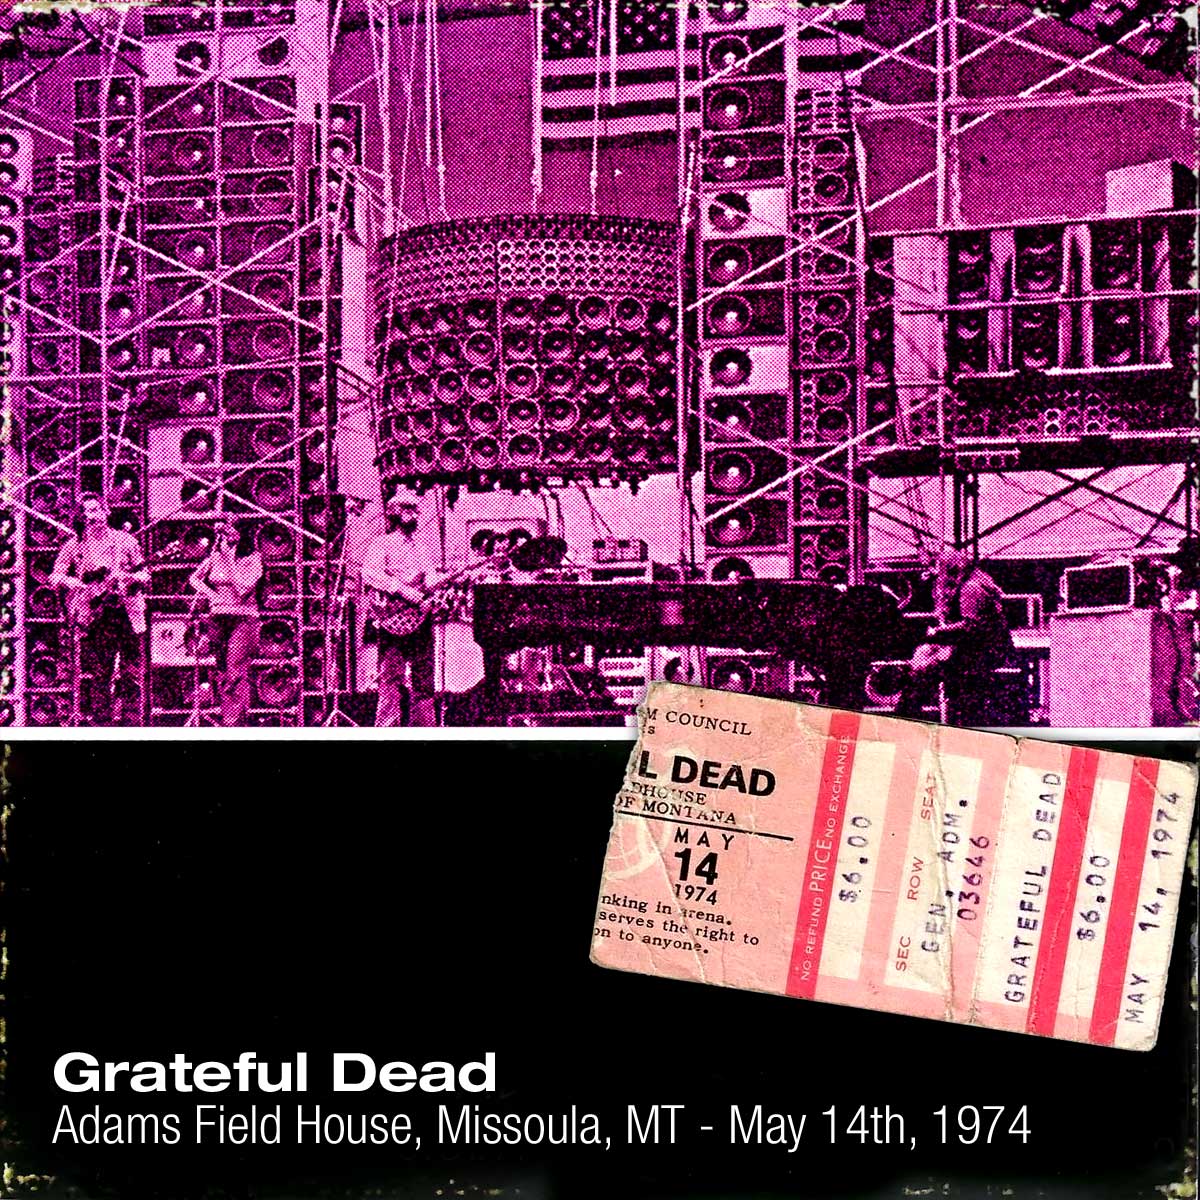 M COUNCIL
L DEAD
DHOUSE
OF MONTANA
MAY
14
1974
nking in arena.
serves the right to
on to anyone.
NO REFUND PRICE NO EXCHANGE
$6.00
SEC ROW SEAT
GEN. ADM.
03646
GRATEFUL DEAD
$6.00
MAY 14, 1974
Grateful Dead
Adams Field House, Missoula, MT - May 14th, 1974